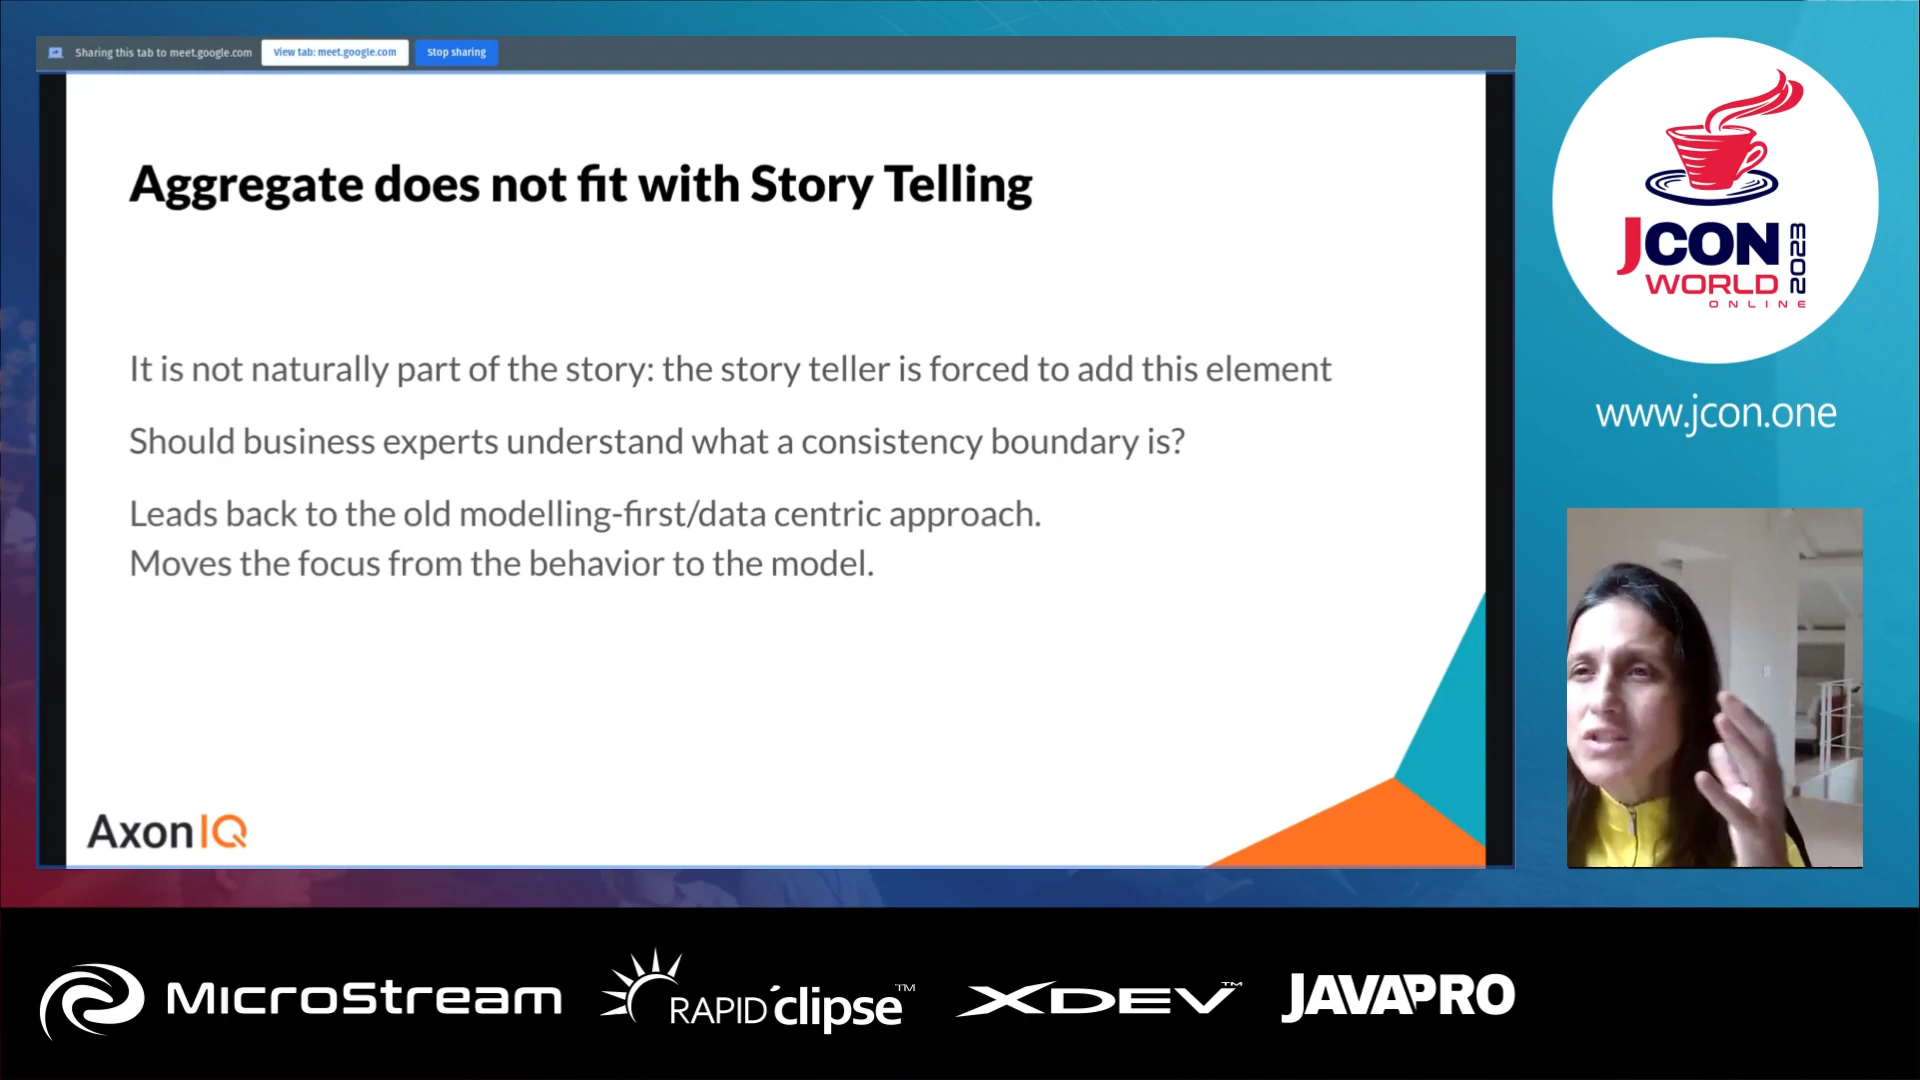 Sharing this tab to meet.google.com View tab: meet.google.com Stop sharing
Aggregate does not fit with Story Telling
It is not naturally part of the story: the story teller is forced to add this element
Should business experts understand what a consistency boundary is?
Leads back to the old modelling-first/data centric approach.
Moves the focus from the behavior to the model.
AxonIQ
JCON 2023
WORLD
ONLINE
www.jcon.one
MicroStream
RAPID'clipse™
XDEV™
JAVAPRO